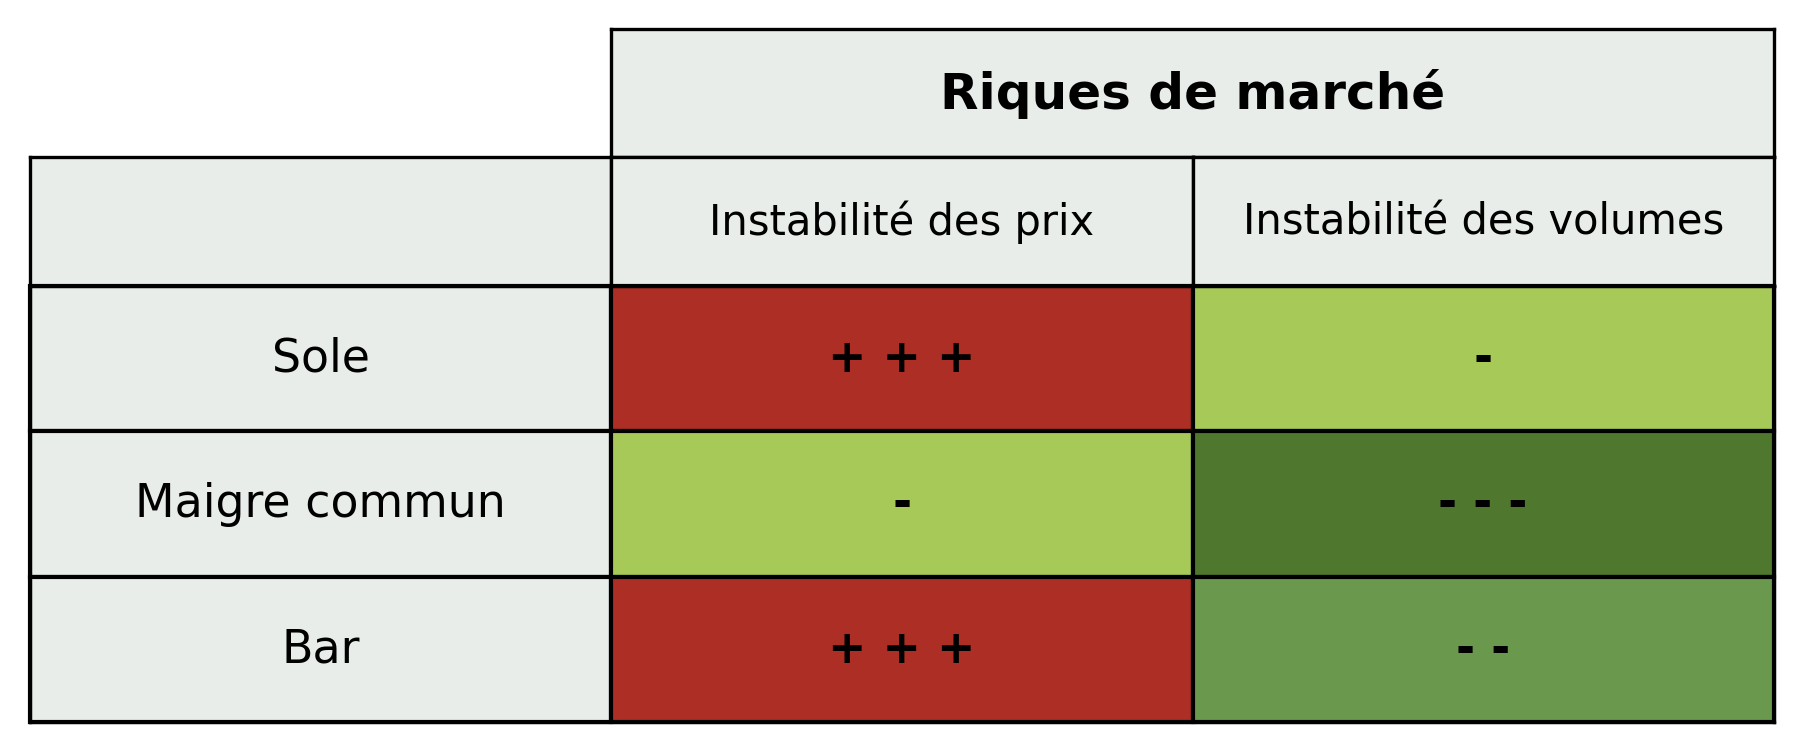 Riques de marché
Instabilité des prix Instabilité des volumes
Sole + + + -
Maigre commun - - - -
Bar + + + - -